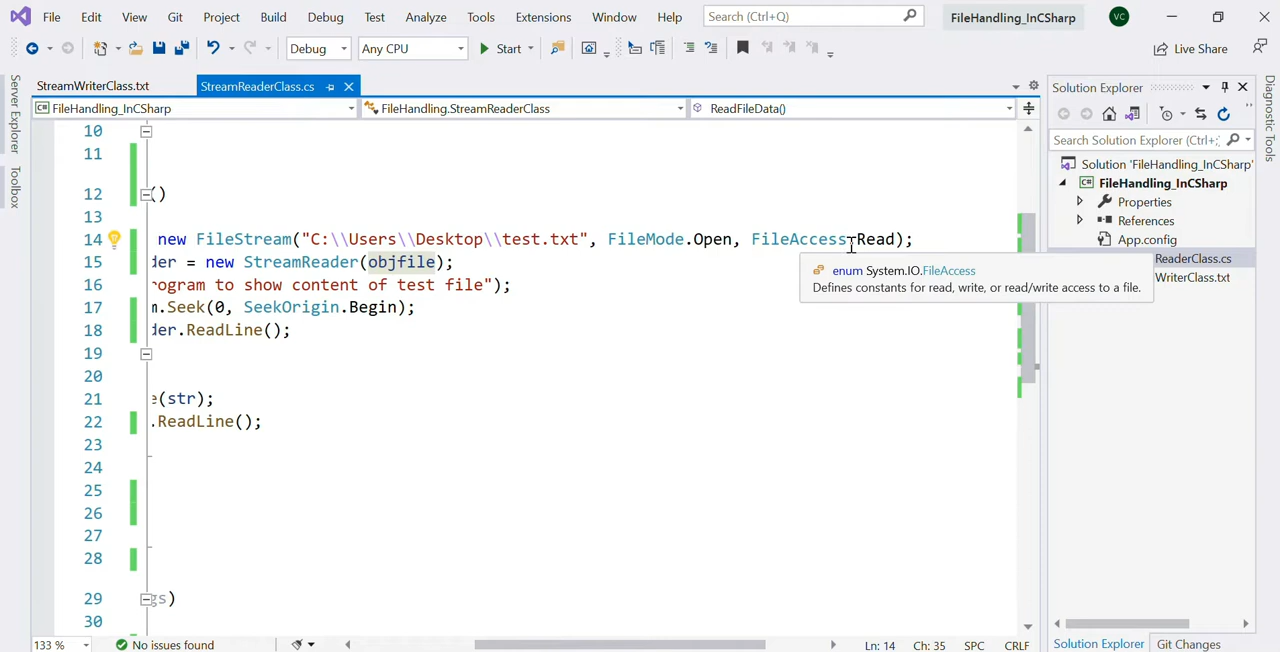 File Edit View Git Project Build Debug Test Analyze Tools Extensions Window Help Search (Ctrl+Q) FileHandling_InCSharp VC
Debug Any CPU Start Live Share
StreamWriterClass.txt StreamReaderClass.cs
FileHandling_InCSharp FileHandling.StreamReaderClass ReadFileData()
10
11
12 ()
13
14 new FileStream("C:\\Users\\Desktop\\test.txt", FileMode.Open, FileAccess.Read);
15 der = new StreamReader(objfile);
16 rogram to show content of test file");
17 m.Seek(0, SeekOrigin.Begin);
18 der.ReadLine();
19
20
21 e(str);
22 .ReadLine();
23
24
25
26
27
28
29 gs)
30
enum System.IO.FileAccess
Defines constants for read, write, or read/write access to a file.
133 % No issues found Ln: 14 Ch: 35 SPC CRLF
Server Explorer
Toolbox
Solution Explorer
Search Solution Explorer (Ctrl+;
Solution 'FileHandling_InCSharp'
FileHandling_InCSharp
Properties
References
App.config
ReaderClass.cs
WriterClass.txt
Solution Explorer Git Changes
Diagnostic Tools